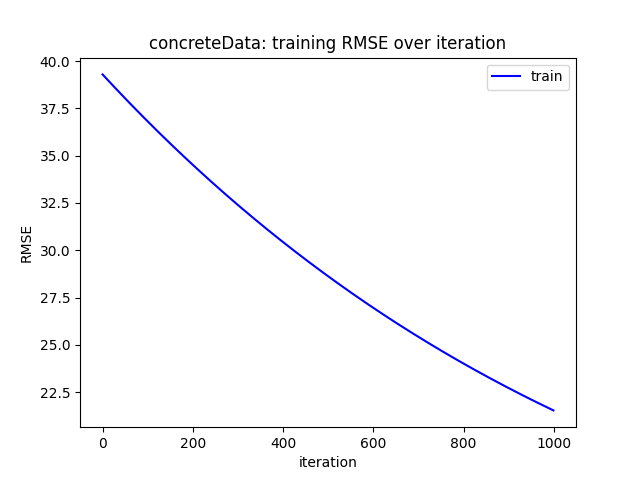 concreteData: training RMSE over iteration
train
40.0
37.5
35.0
32.5
30.0
27.5
25.0
22.5
RMSE
0 200 400 600 800 1000
iteration